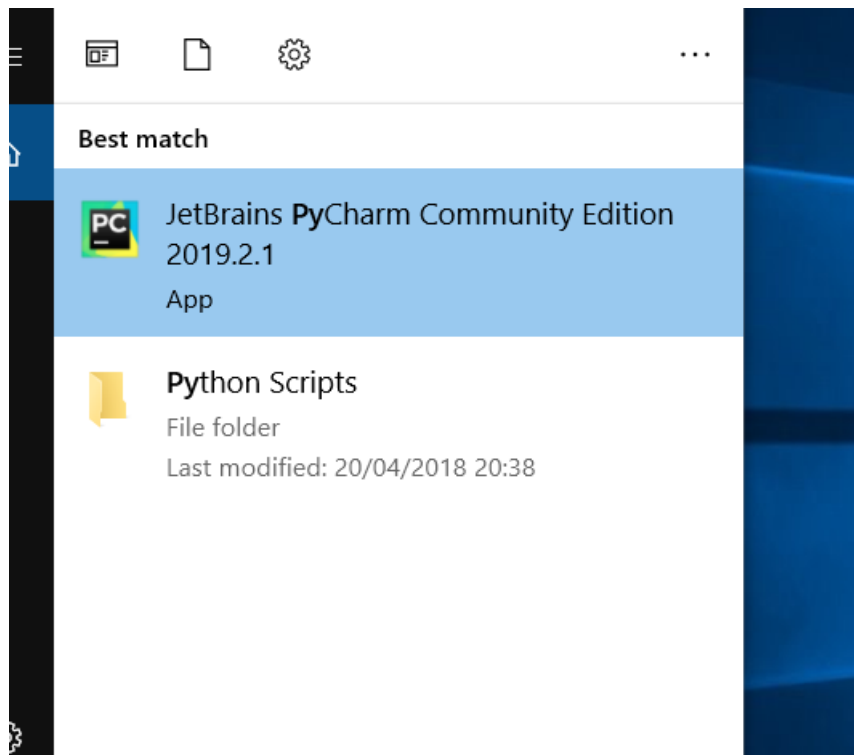 Best match
PC
JetBrains PyCharm Community Edition
2019.2.1
App
Python Scripts
File folder
Last modified: 20/04/2018 20:38